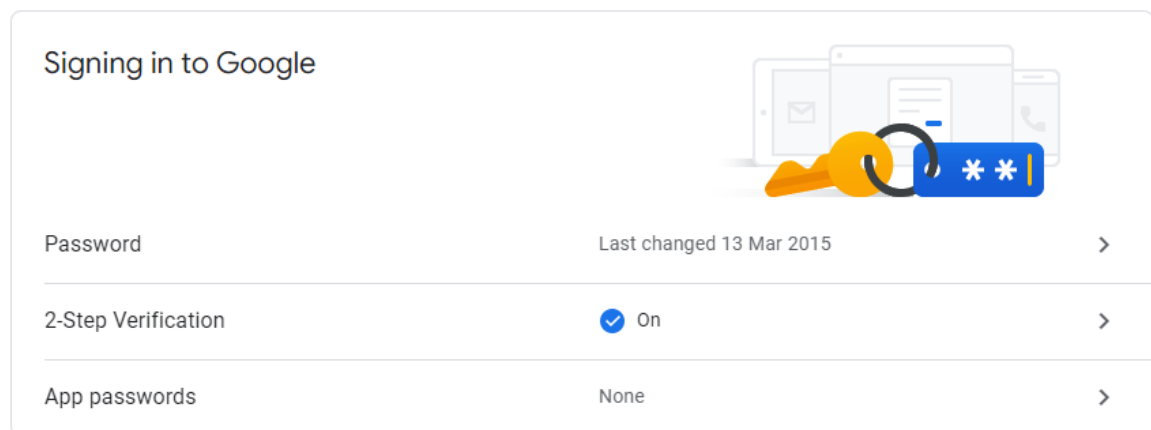 Signing in to Google
**
Password Last changed 13 Mar 2015
2-Step Verification On
App passwords None